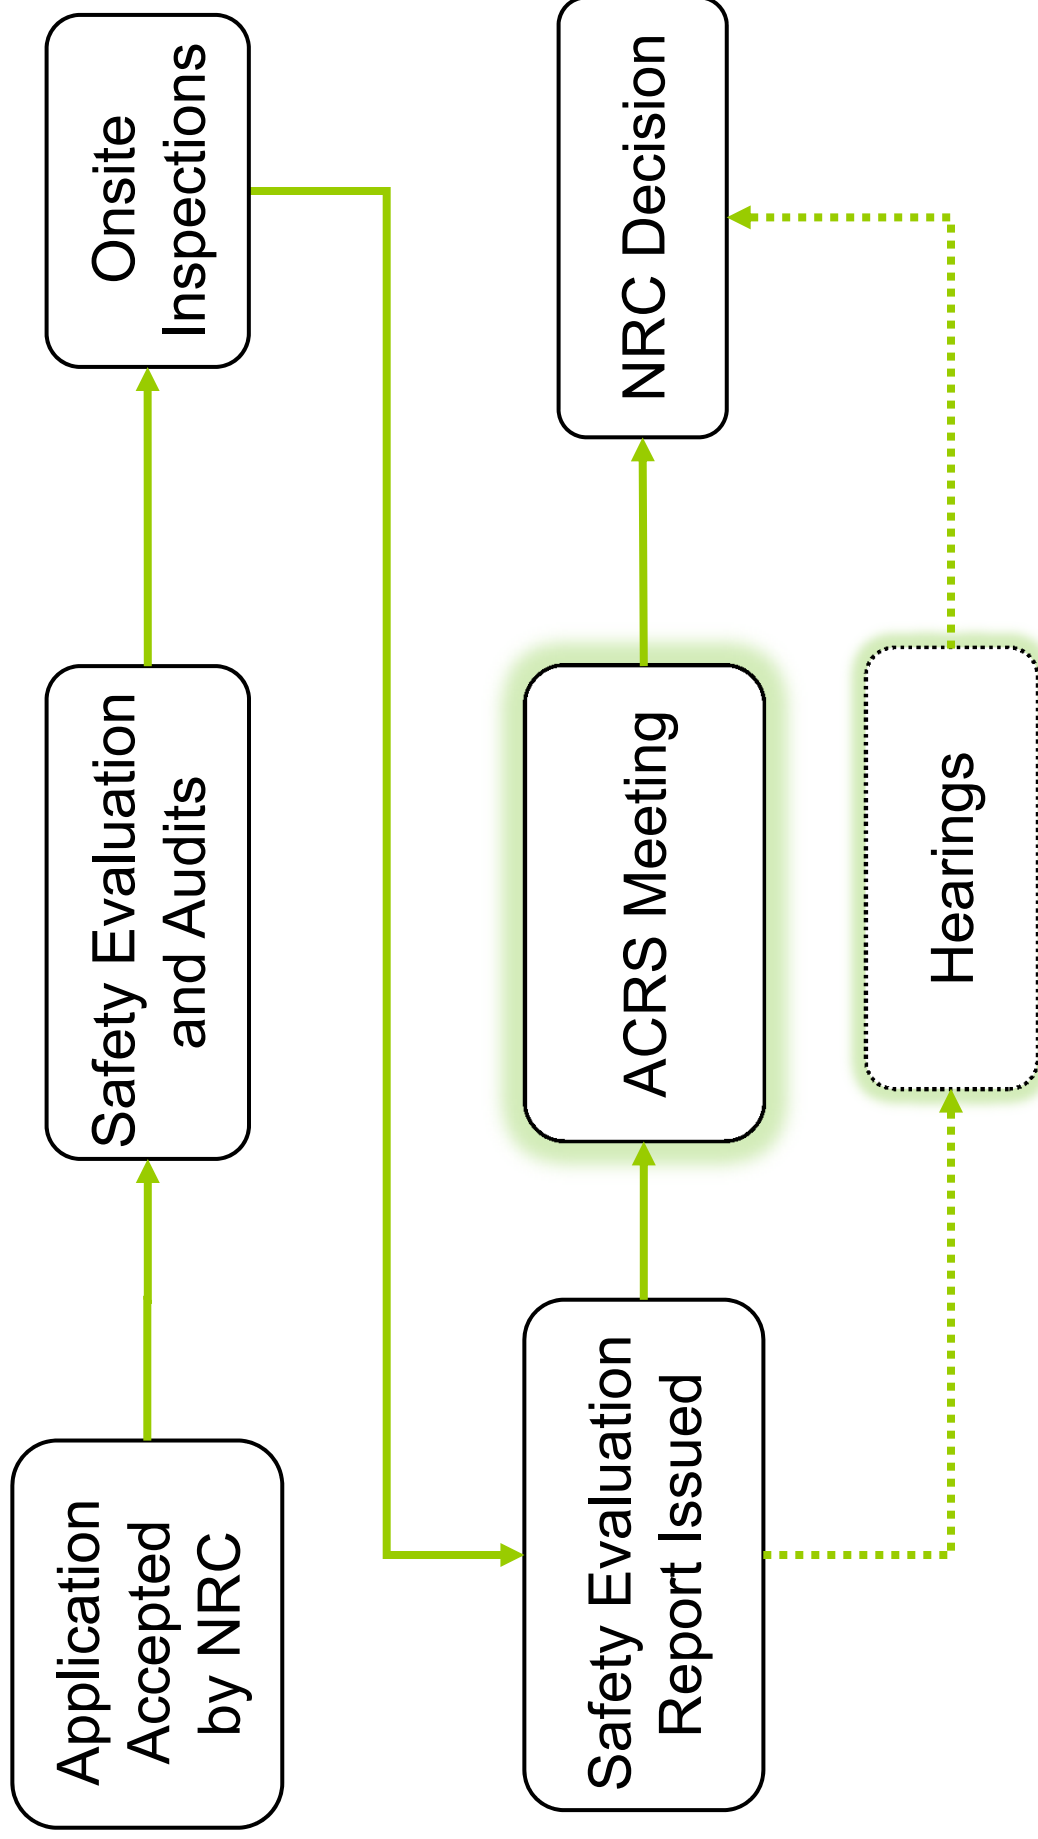 Application
Accepted
by NRC
Safety Evaluation
and Audits
Onsite
Inspections
Safety Evaluation
Report Issued
ACRS Meeting
NRC Decision
Hearings